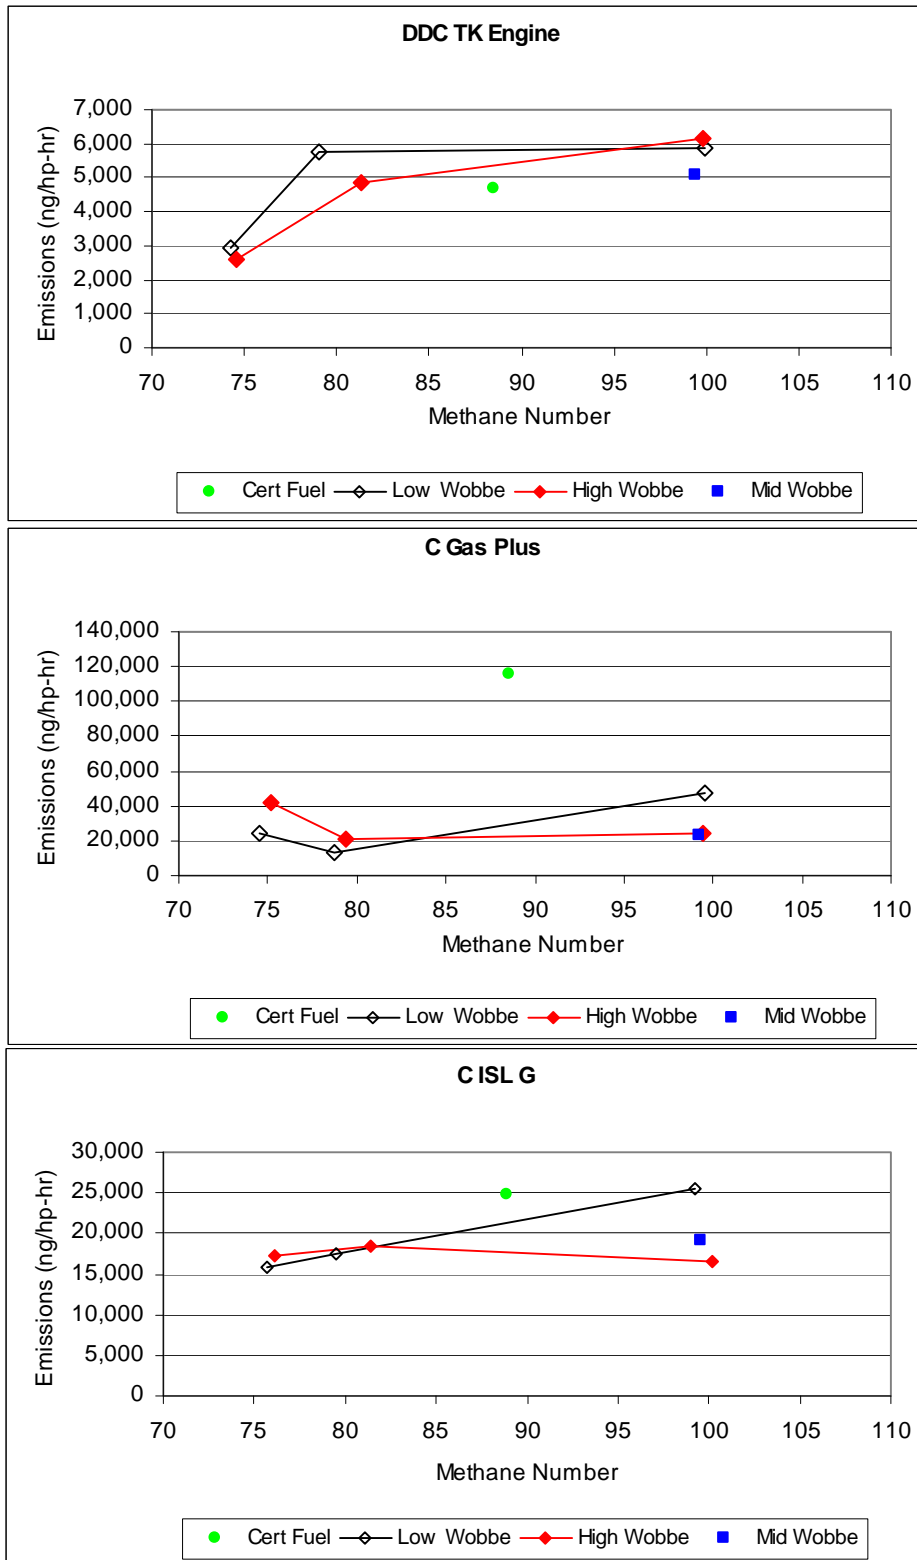 DDC TK Engine
Emissions (ng/hp-hr)
7,000
6,000
5,000
4,000
3,000
2,000
1,000
0
70 75 80 85 90 95 100 105 110
Methane Number
Cert Fuel Low Wobbe High Wobbe Mid Wobbe
C Gas Plus
Emissions (ng/hp-hr)
140,000
120,000
100,000
80,000
60,000
40,000
20,000
0
70 75 80 85 90 95 100 105 110
Methane Number
Cert Fuel Low Wobbe High Wobbe Mid Wobbe
C ISL G
Emissions (ng/hp-hr)
30,000
25,000
20,000
15,000
10,000
5,000
0
70 75 80 85 90 95 100 105 110
Methane Number
Cert Fuel Low Wobbe High Wobbe Mid Wobbe